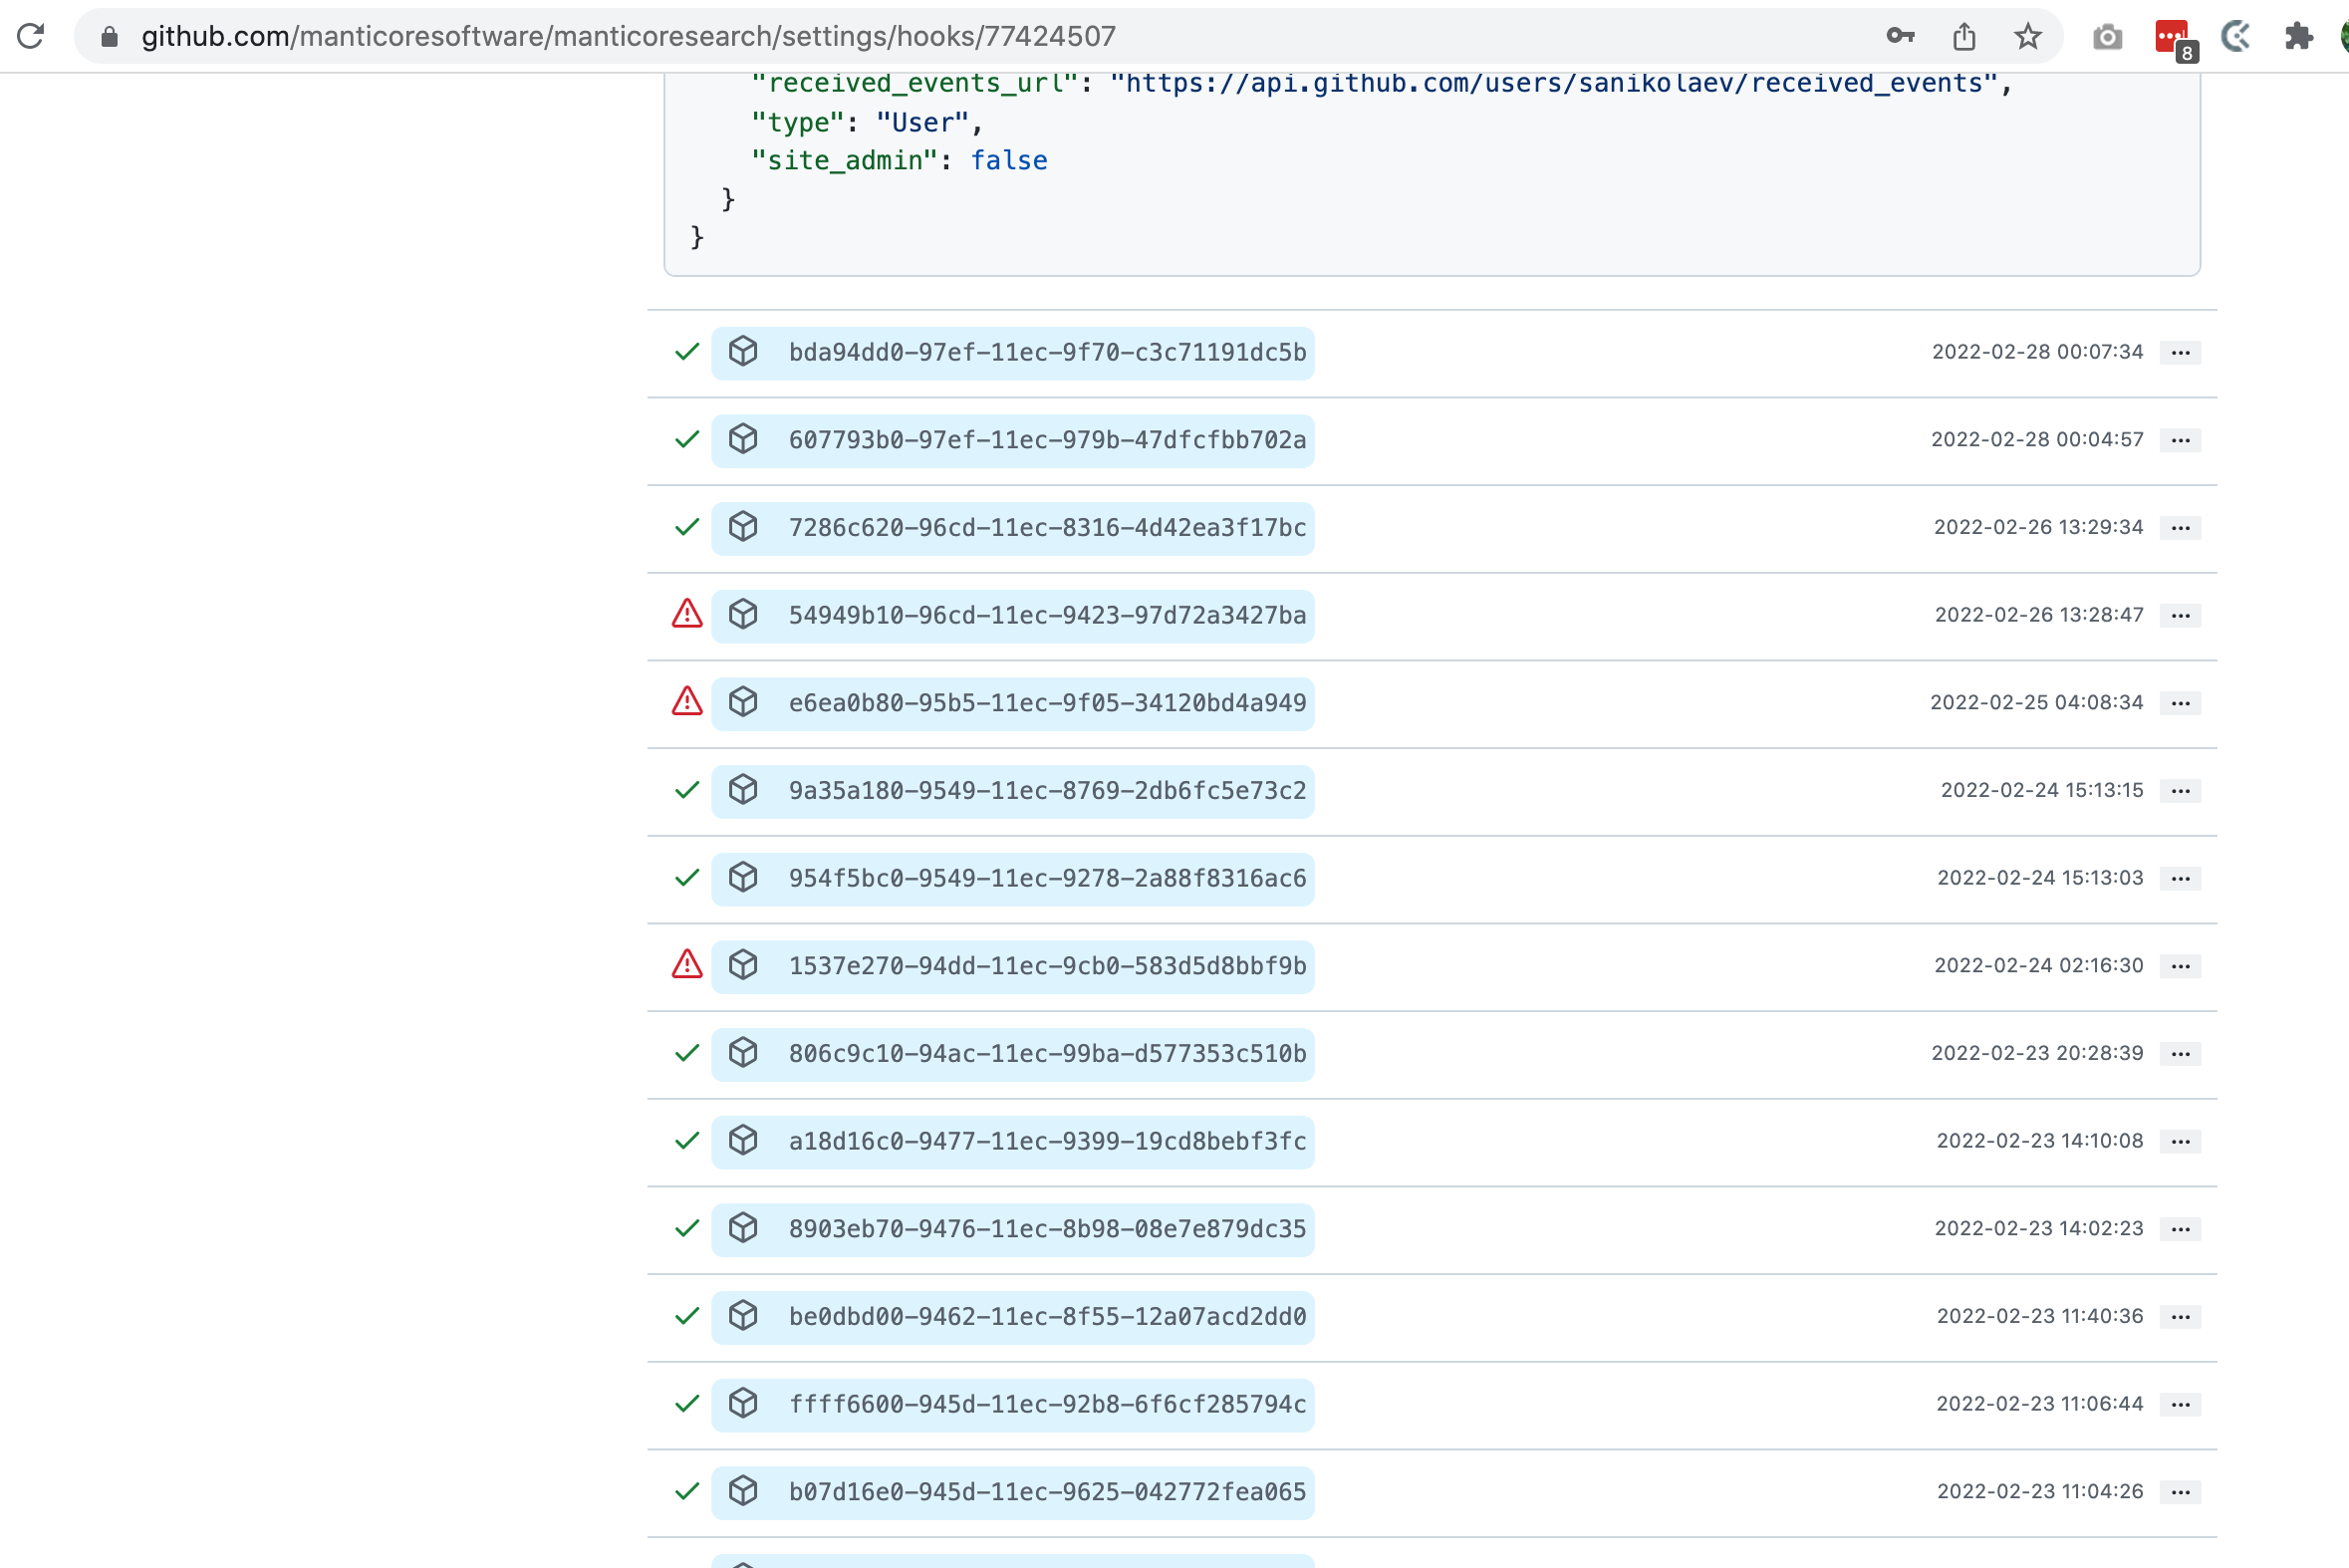 github.com/manticoresoftware/manticoresearch/settings/hooks/77424507
8
"received_events_url": "https://api.github.com/users/sanikolaev/received_events",
"type": "User",
"site_admin": false
}
}
bda94dd0-97ef-11ec-9f70-c3c71191dc5b 2022-02-28 00:07:34 ...
607793b0-97ef-11ec-979b-47dfcfbb702a 2022-02-28 00:04:57 ...
7286c620-96cd-11ec-8316-4d42ea3f17bc 2022-02-26 13:29:34 ...
54949b10-96cd-11ec-9423-97d72a3427ba 2022-02-26 13:28:47 ...
e6ea0b80-95b5-11ec-9f05-34120bd4a949 2022-02-25 04:08:34 ...
9a35a180-9549-11ec-8769-2db6fc5e73c2 2022-02-24 15:13:15 ...
954f5bc0-9549-11ec-9278-2a88f8316ac6 2022-02-24 15:13:03 ...
1537e270-94dd-11ec-9cb0-583d5d8bbf9b 2022-02-24 02:16:30 ...
806c9c10-94ac-11ec-99ba-d577353c510b 2022-02-23 20:28:39 ...
a18d16c0-9477-11ec-9399-19cd8bebf3fc 2022-02-23 14:10:08 ...
8903eb70-9476-11ec-8b98-08e7e879dc35 2022-02-23 14:02:23 ...
be0dbd00-9462-11ec-8f55-12a07acd2dd0 2022-02-23 11:40:36 ...
ffff6600-945d-11ec-92b8-6f6cf285794c 2022-02-23 11:06:44 ...
b07d16e0-945d-11ec-9625-042772fea065 2022-02-23 11:04:26 ...